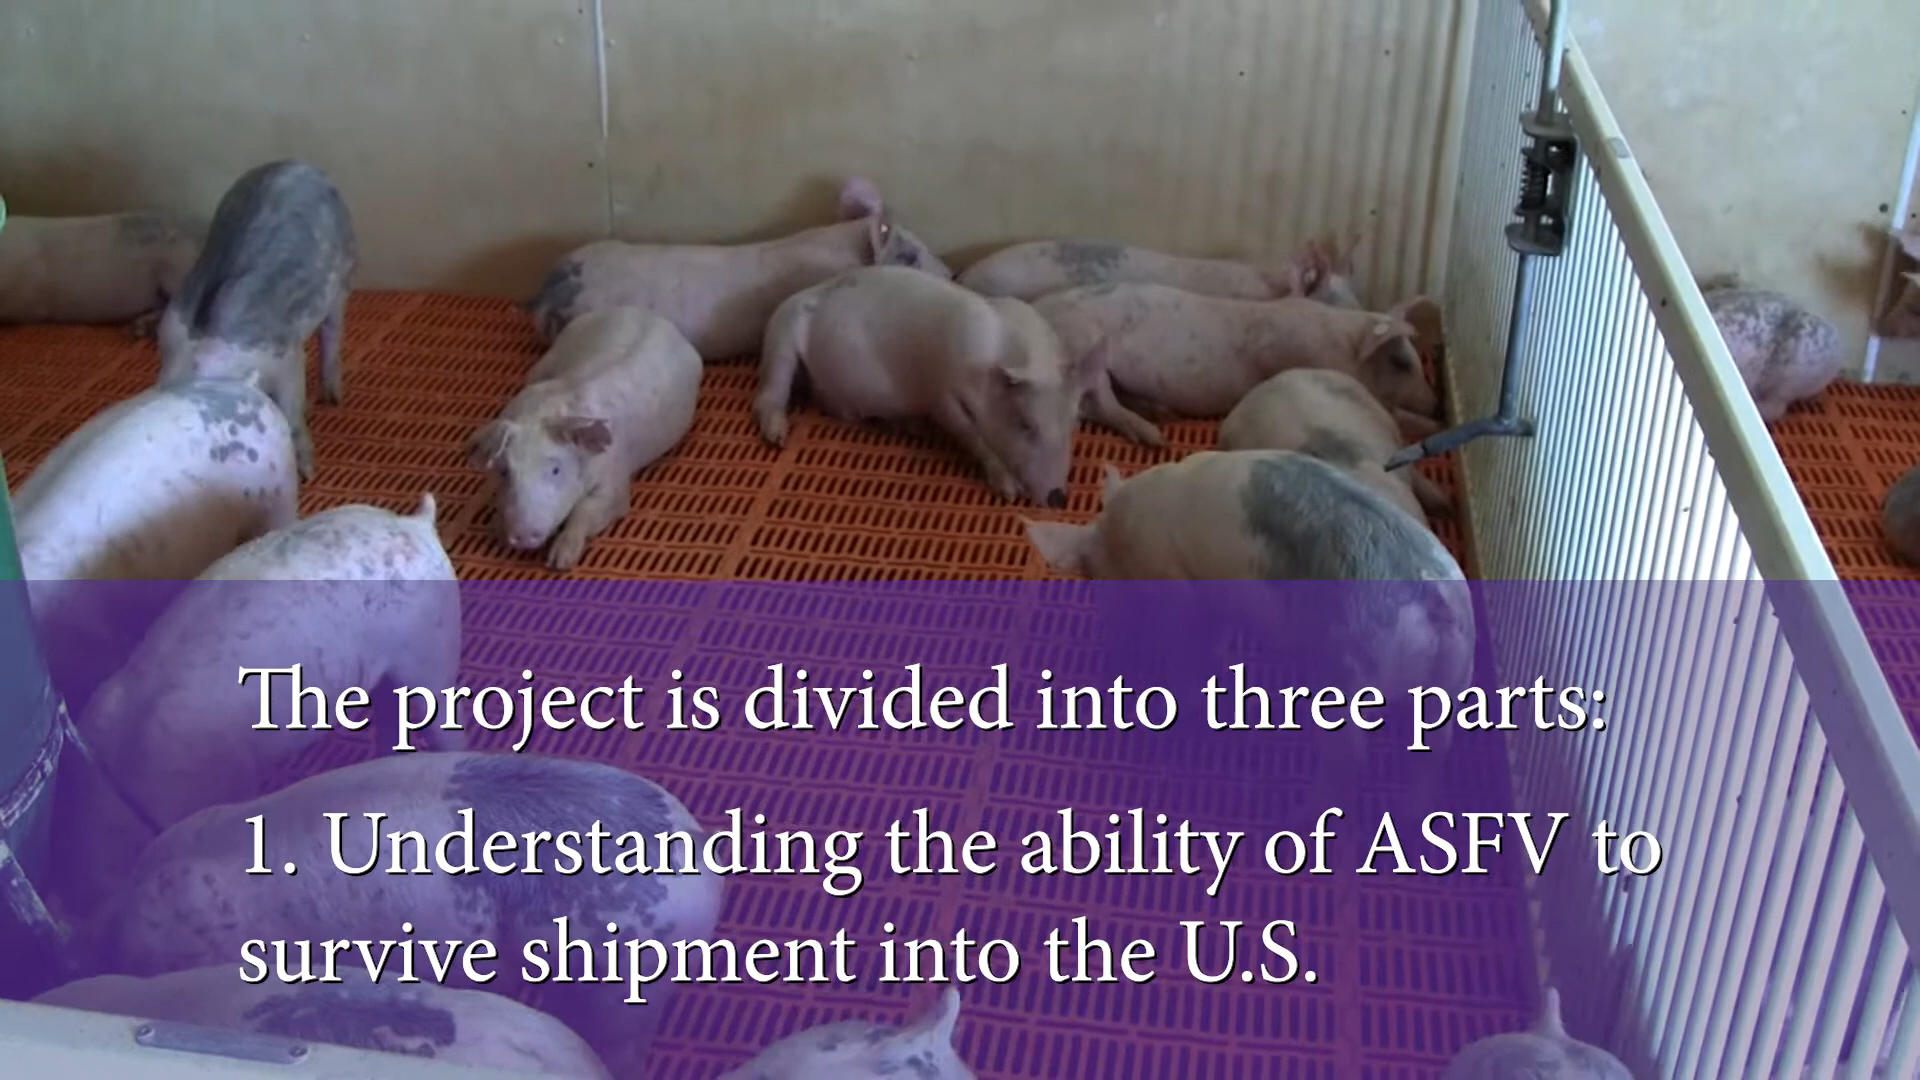 The project is divided into three parts:
1. Understanding the ability of ASFV to
survive shipment into the U.S.